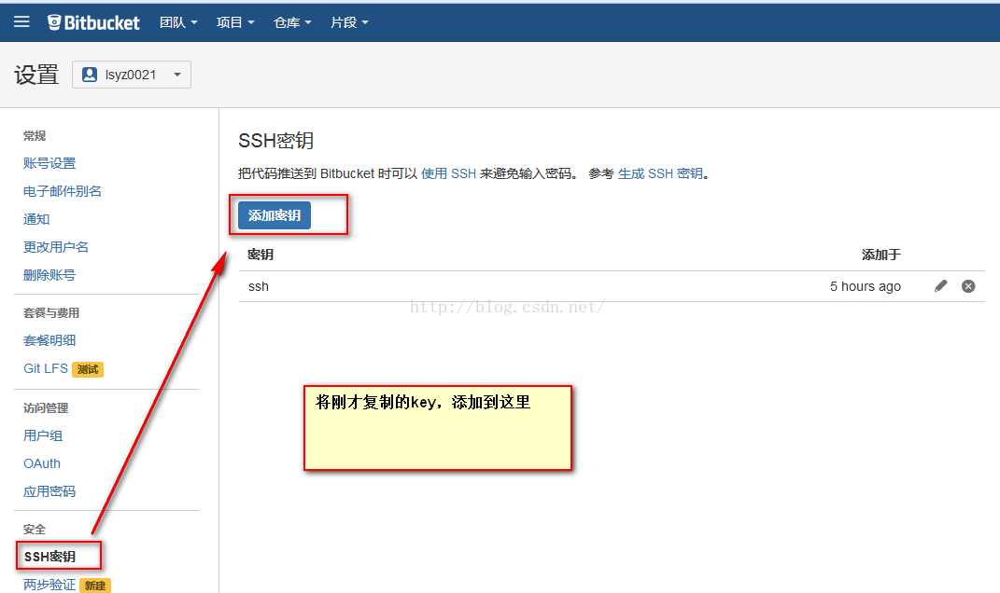 Bitbucket 团队 项目 仓库 片段
设置 lsyz0021
常规
账号设置
电子邮件别名
通知
更改用户名
删除账号
套餐与费用
套餐明细
Git LFS 测试
访问管理
用户组
OAuth
应用密码
安全
SSH密钥
两步验证 新建
SSH密钥
把代码推送到 Bitbucket 时可以 使用 SSH 来避免输入密码。 参考 生成 SSH 密钥。
添加密钥
密钥 添加于
ssh 5 hours ago
http://blog.csdn.net/
将刚才复制的key，添加到这里